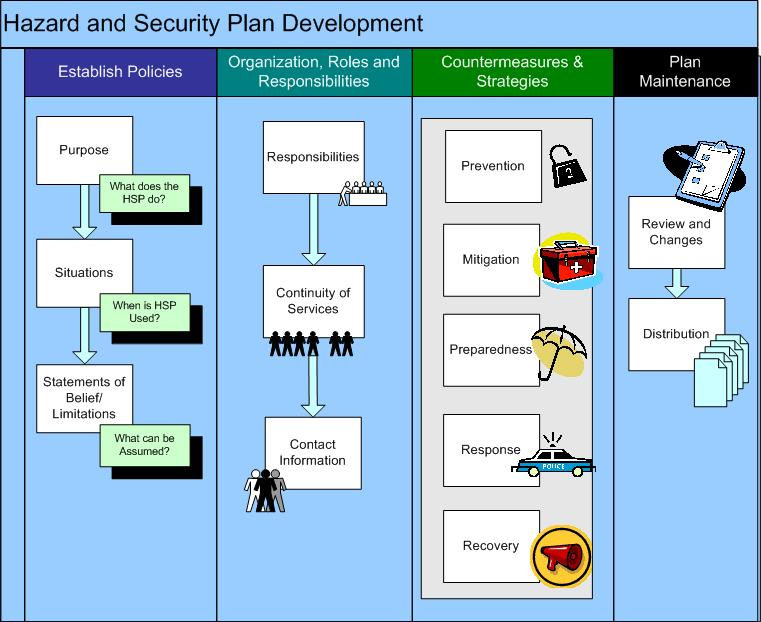 Hazard and Security Plan Development
Establish Policies
Organization, Roles and
Responsibilities
Countermeasures &
Strategies
Plan
Maintenance
Purpose
What does the
HSP do?
Situations
When is HSP
Used?
Statements of
Belief/
Limitations
What can be
Assumed?
Responsibilities
Continuity of
Services
Contact
Information
Prevention
?
Mitigation
Preparedness
Response
POLICE
Recovery
Review and
Changes
Distribution